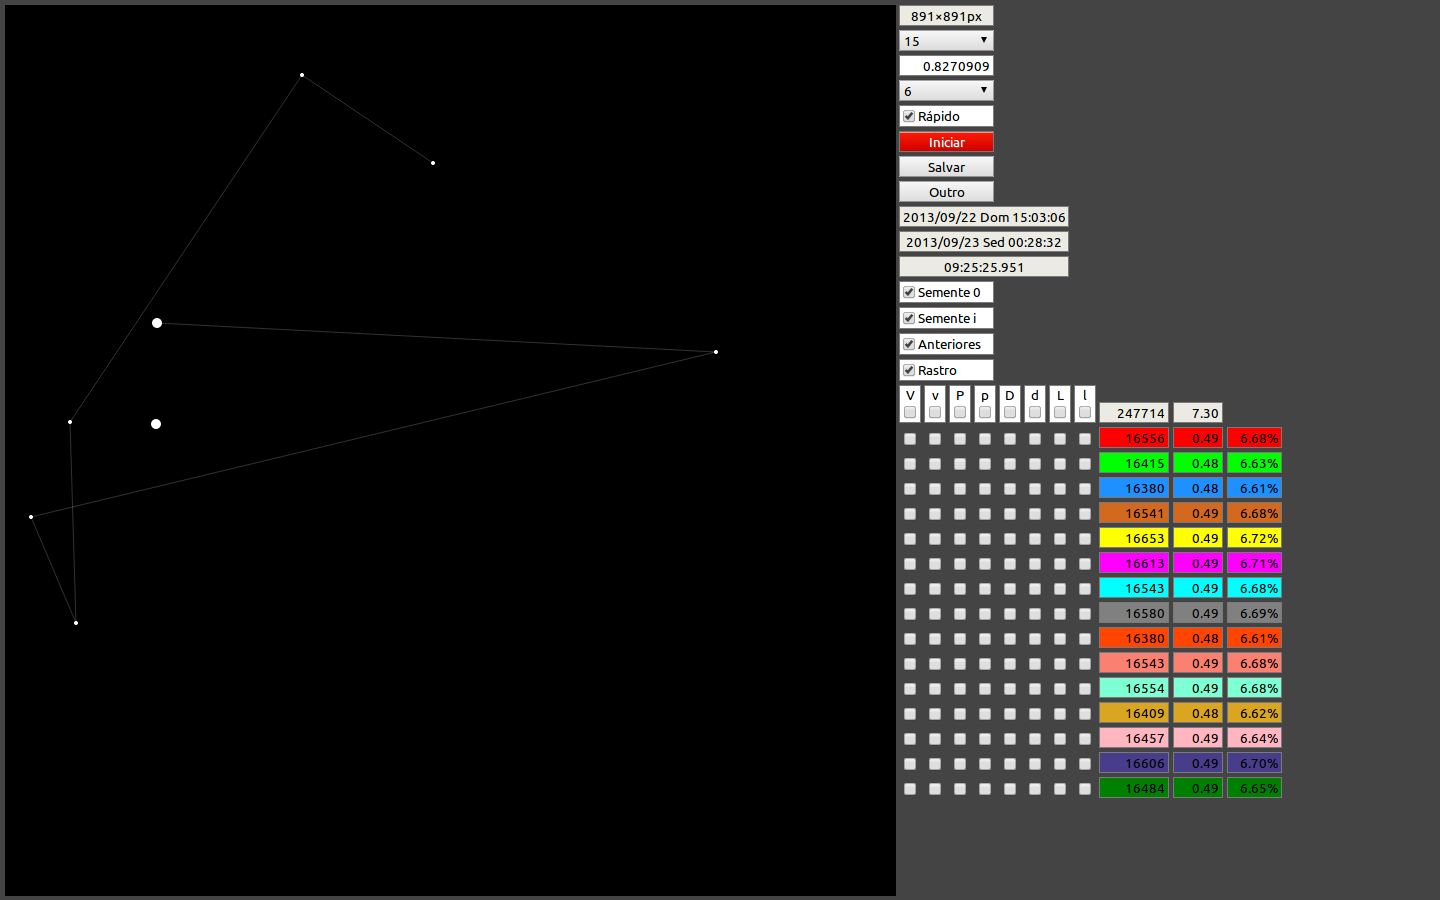 891×891px
15
0.8270909
6
Rápido
Iniciar
Salvar
Outro
2013/09/22 Dom 15:03:06
2013/09/23 Sed 00:28:32
09:25:25.951
Semente 0
Semente i
Anteriores
Rastro
V v P p D d L l 247714 7.30
16556 0.49 6.68%
16415 0.48 6.63%
16380 0.48 6.61%
16541 0.49 6.68%
16653 0.49 6.72%
16613 0.49 6.71%
16543 0.49 6.68%
16580 0.49 6.69%
16380 0.48 6.61%
16543 0.49 6.68%
16554 0.49 6.68%
16409 0.48 6.62%
16457 0.49 6.64%
16606 0.49 6.70%
16484 0.49 6.65%